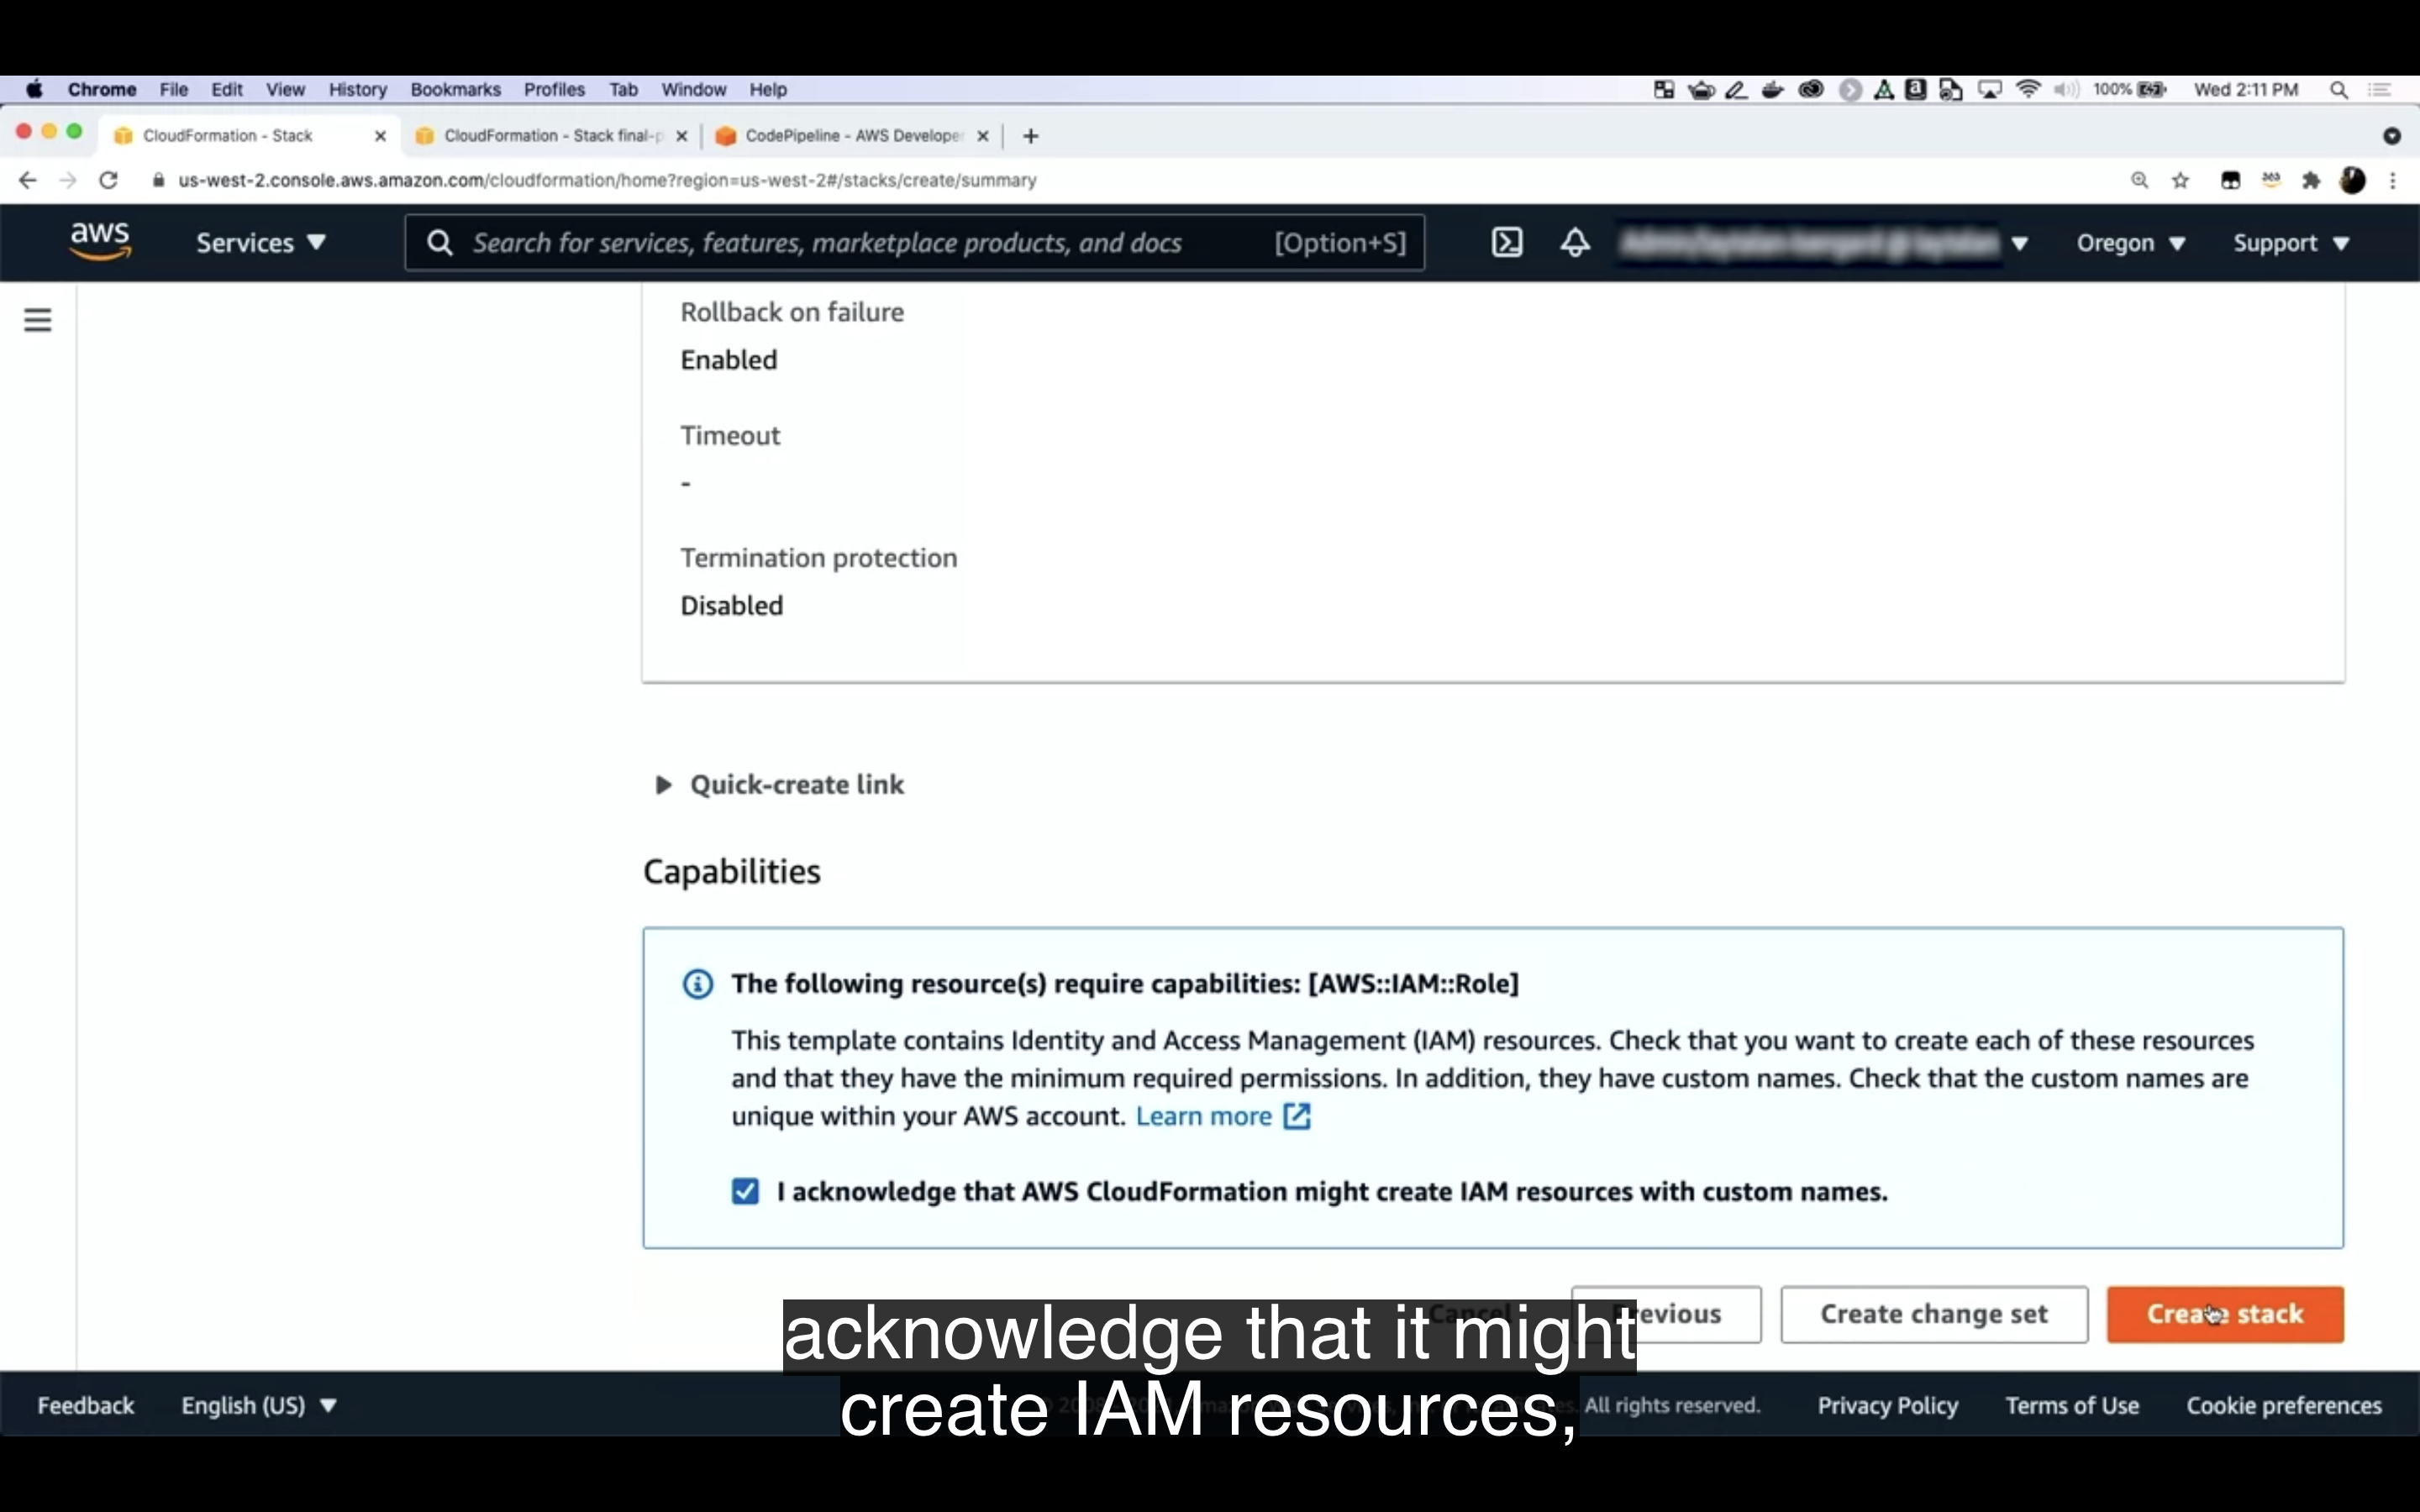 Chrome File Edit View History Bookmarks Profiles Tab Window Help 100% Wed 2:11 PM
CloudFormation - Stack CloudFormation - Stack final-p CodePipeline - AWS Developer
us-west-2.console.aws.amazon.com/cloudformation/home?region=us-west-2#/stacks/create/summary
aws Services Search for services, features, marketplace products, and docs [Option+S] Oregon Support
Rollback on failure
Enabled
Timeout
-
Termination protection
Disabled
Quick-create link
Capabilities
The following resource(s) require capabilities: [AWS::IAM::Role]
This template contains Identity and Access Management (IAM) resources. Check that you want to create each of these resources
and that they have the minimum required permissions. In addition, they have custom names. Check that the custom names are
unique within your AWS account. Learn more
I acknowledge that AWS CloudFormation might create IAM resources with custom names.
Cancel Previous Create change set Create stack
acknowledge that it might
create IAM resources,
Feedback English (US) All rights reserved. Privacy Policy Terms of Use Cookie preferences